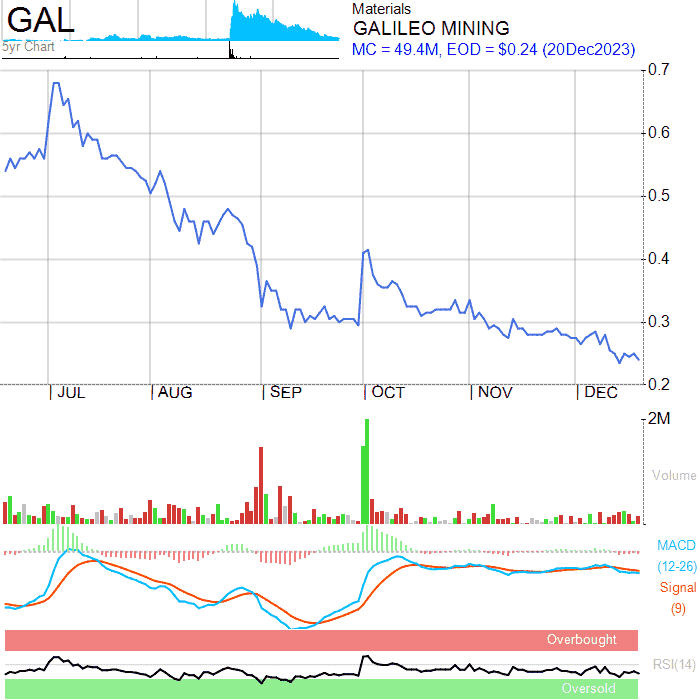 GAL
5yr Chart
Materials
GALILEO MINING
MC = 49.4M, EOD = $0.24 (20Dec2023)
0.7
0.6
0.5
0.4
0.3
0.2
JUL AUG SEP OCT NOV DEC
2M
Volume
MACD
(12-26)
Signal
(9)
Overbought
RSI(14)
Oversold